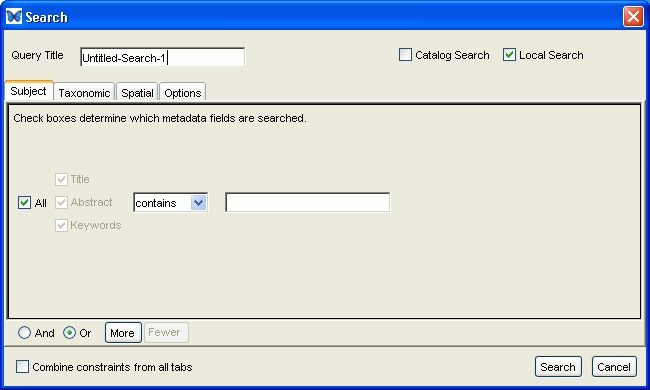 Search
Query Title Untitled-Search-1 Catalog Search Local Search
Subject Taxonomic Spatial Options
Check boxes determine which metadata fields are searched.
Title
All Abstract contains
Keywords
And Or More Fewer
Combine constraints from all tabs Search Cancel